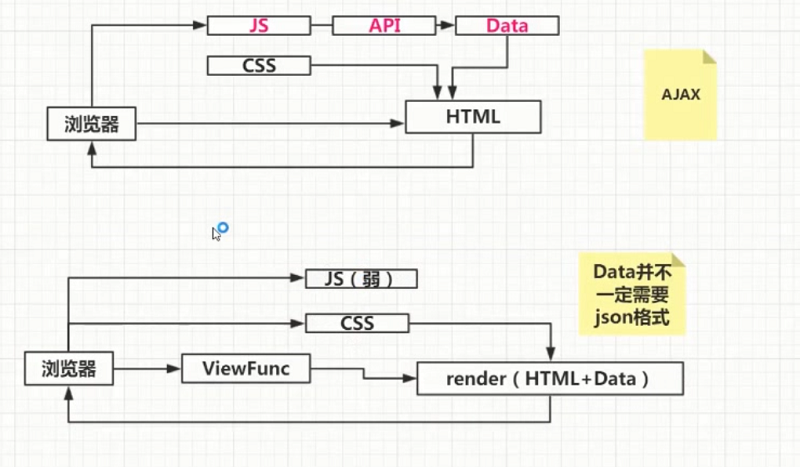 JS
API
Data
CSS
AJAX
浏览器
HTML
JS（弱）
Data并不
一定需要
json格式
CSS
浏览器
ViewFunc
render（HTML+Data）